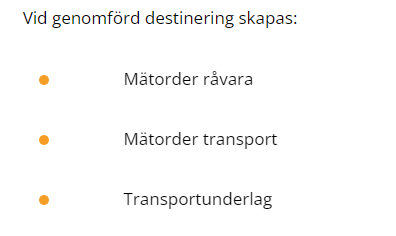 Vid genomförd destinering skapas:
Mätorder råvara
Mätorder transport
Transportunderlag